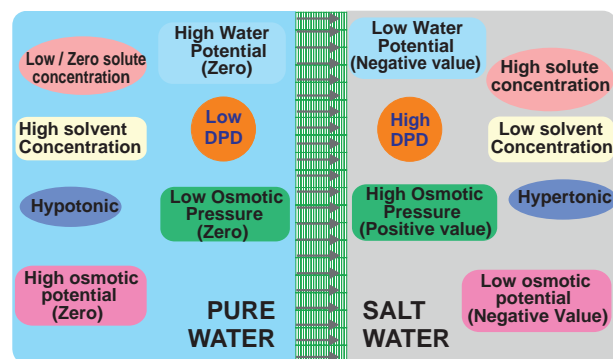 Low / Zero solute
concentration
High Water
Potential
(Zero)
High solvent
Concentration
Low
DPD
Hypotonic
Low Osmotic
Pressure
(Zero)
High osmotic
potential
(Zero)
PURE
WATER
Low Water
Potential
(Negative value)
High solute
concentration
High
DPD
Low solvent
Concentration
High Osmotic
Pressure
(Positive value)
Hypertonic
Low osmotic
potential
(Negative Value)
SALT
WATER